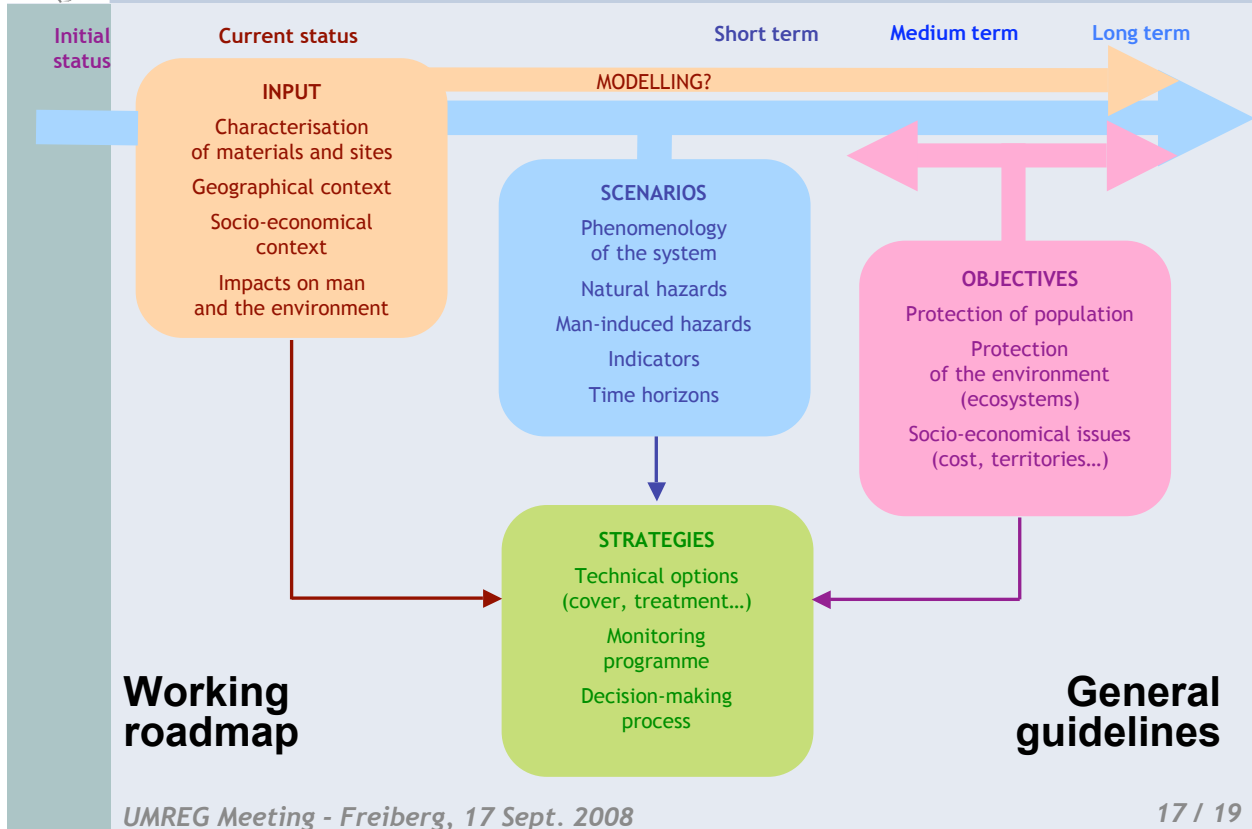 Initial
status
Current status
Short term
Medium term
Long term
MODELLING?
INPUT
Characterisation
of materials and sites
Geographical context
Socio-economical
context
Impacts on man
and the environment
SCENARIOS
Phenomenology
of the system
Natural hazards
Man-induced hazards
Indicators
Time horizons
OBJECTIVES
Protection of population
Protection
of the environment
(ecosystems)
Socio-economical issues
(cost, territories…)
STRATEGIES
Technical options
(cover, treatment…)
Monitoring
programme
Decision-making
process
Working
roadmap
General
guidelines
UMREG Meeting - Freiberg, 17 Sept. 2008
17 / 19